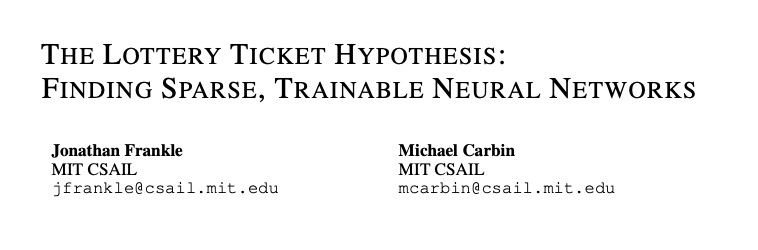 THE LOTTERY TICKET HYPOTHESIS:
FINDING SPARSE, TRAINABLE NEURAL NETWORKS
Jonathan Frankle
MIT CSAIL
jfrankle@csail.mit.edu
Michael Carbin
MIT CSAIL
mcarbin@csail.mit.edu